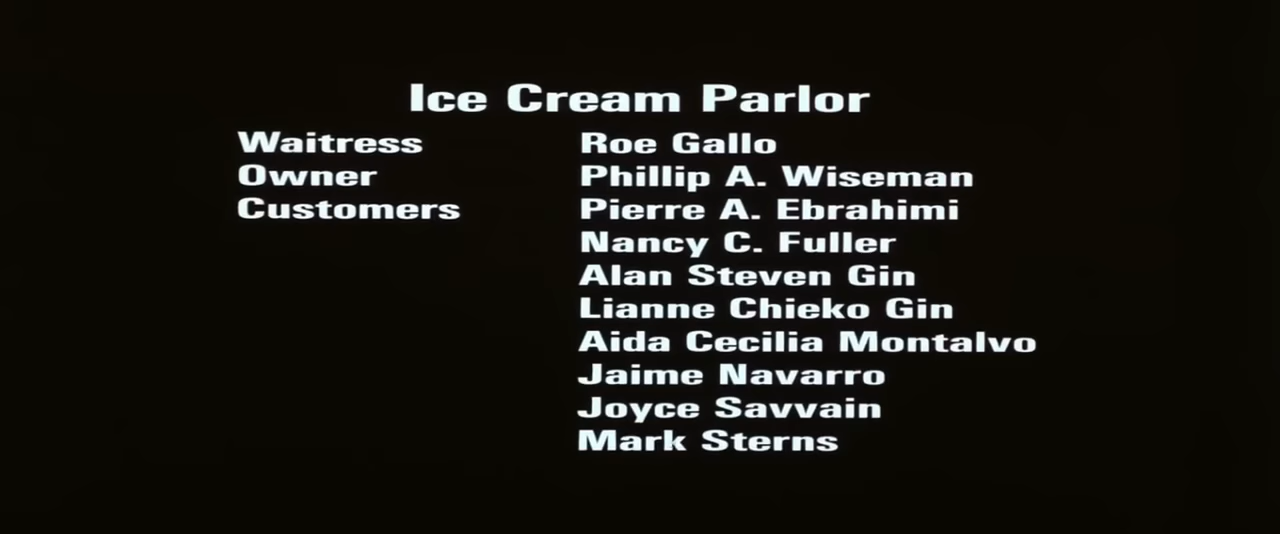 Ice Cream Parlor
Waitress Roe Gallo
Owner Phillip A. Wiseman
Customers Pierre A. Ebrahimi
Nancy C. Fuller
Alan Steven Gin
Lianne Chieko Gin
Aida Cecilia Montalvo
Jaime Navarro
Joyce Savvain
Mark Sterns